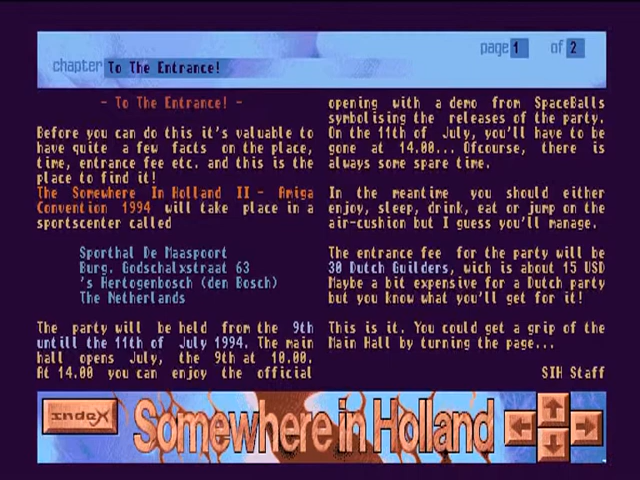 page 1 of 2
chapter To The Entrance!
- To The Entrance! -
Before you can do this it's valuable to
have quite a few facts on the place,
time, entrance fee etc. and this is the
place to find it!
The Somewhere In Holland II - Amiga
Convention 1994 will take place in a
sportscenter called
Sporthal De Maaspoort
Burg. Godschalxstraat 63
's Hertogenbosch (den Bosch)
The Netherlands
The party will be held from the 9th
untill the 11th of July 1994. The main
hall opens July, the 9th at 10.00.
At 14.00 you can enjoy the official
opening with a demo from SpaceBalls
symbolising the releases of the party.
On the 11th of July, you'll have to be
gone at 14.00... Ofcourse, there is
always some spare time.
In the meantime you should either
enjoy, sleep, drink, eat or jump on the
air-cushion but I guess you'll manage.
The entrance fee for the party will be
30 Dutch Guilders, wich is about 15 USD
Maybe a bit expensive for a Dutch party
but you know what you'll get for it!
This is it. You could get a grip of the
Main Hall by turning the page...
SIH Staff
index
Somewhere in Holland